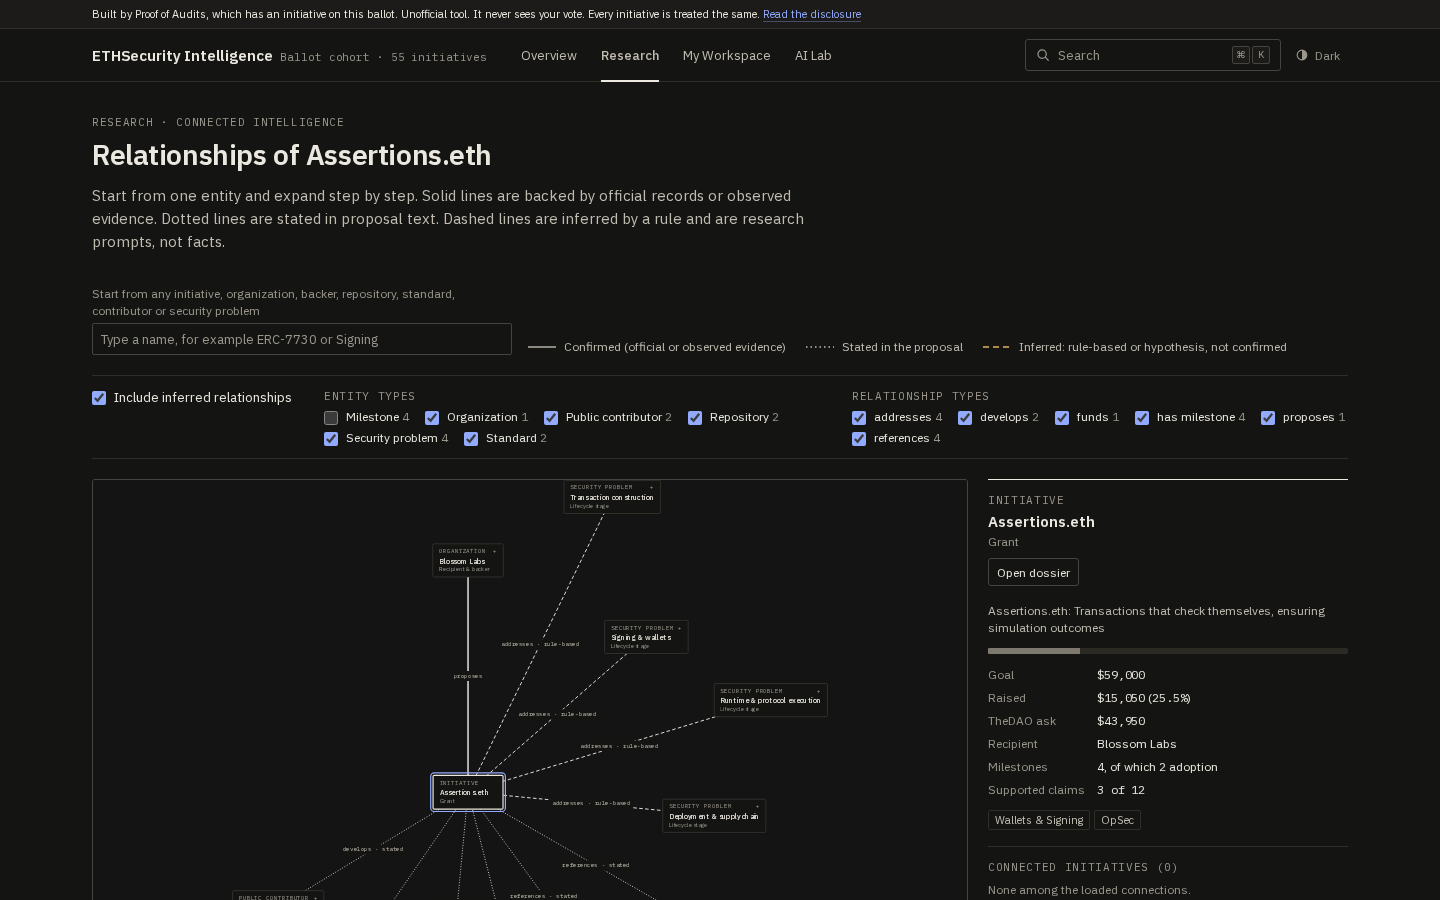 Built by Proof of Audits, which has an initiative on this ballot. Unofficial tool. It never sees your vote. Every initiative is treated the same. Read the disclosure
ETHSecurity Intelligence Ballot cohort · 55 initiatives Overview Research My Workspace AI Lab Search ⌘ K Dark
RESEARCH · CONNECTED INTELLIGENCE
Relationships of Assertions.eth
Start from one entity and expand step by step. Solid lines are backed by official records or observed
evidence. Dotted lines are stated in proposal text. Dashed lines are inferred by a rule and are research
prompts, not facts.
Start from any initiative, organization, backer, repository, standard,
contributor or security problem
Type a name, for example ERC-7730 or Signing
Confirmed (official or observed evidence) Stated in the proposal Inferred: rule-based or hypothesis, not confirmed
Include inferred relationships
ENTITY TYPES
Milestone 4 Organization 1 Public contributor 2 Repository 2
Security problem 4 Standard 2
RELATIONSHIP TYPES
addresses 4 develops 2 funds 1 has milestone 4 proposes 1
references 4
SECURITY PROBLEM +
Transaction construction
Lifecycle stage
ORGANIZATION +
Blossom Labs
Recipient & backer
SECURITY PROBLEM +
Signing & wallets
Lifecycle stage
addresses · rule-based
proposes
SECURITY PROBLEM +
Runtime & protocol execution
Lifecycle stage
addresses · rule-based
addresses · rule-based
INITIATIVE
Assertions.eth
Grant
addresses · rule-based
SECURITY PROBLEM +
Deployment & supply chain
Lifecycle stage
develops · stated
references · stated
references · stated
PUBLIC CONTRIBUTOR +
INITIATIVE
Assertions.eth
Grant
Open dossier
Assertions.eth: Transactions that check themselves, ensuring
simulation outcomes
Goal $59,000
Raised $15,050 (25.5%)
TheDAO ask $43,950
Recipient Blossom Labs
Milestones 4, of which 2 adoption
Supported claims 3 of 12
Wallets & Signing OpSec
CONNECTED INITIATIVES (0)
None among the loaded connections.